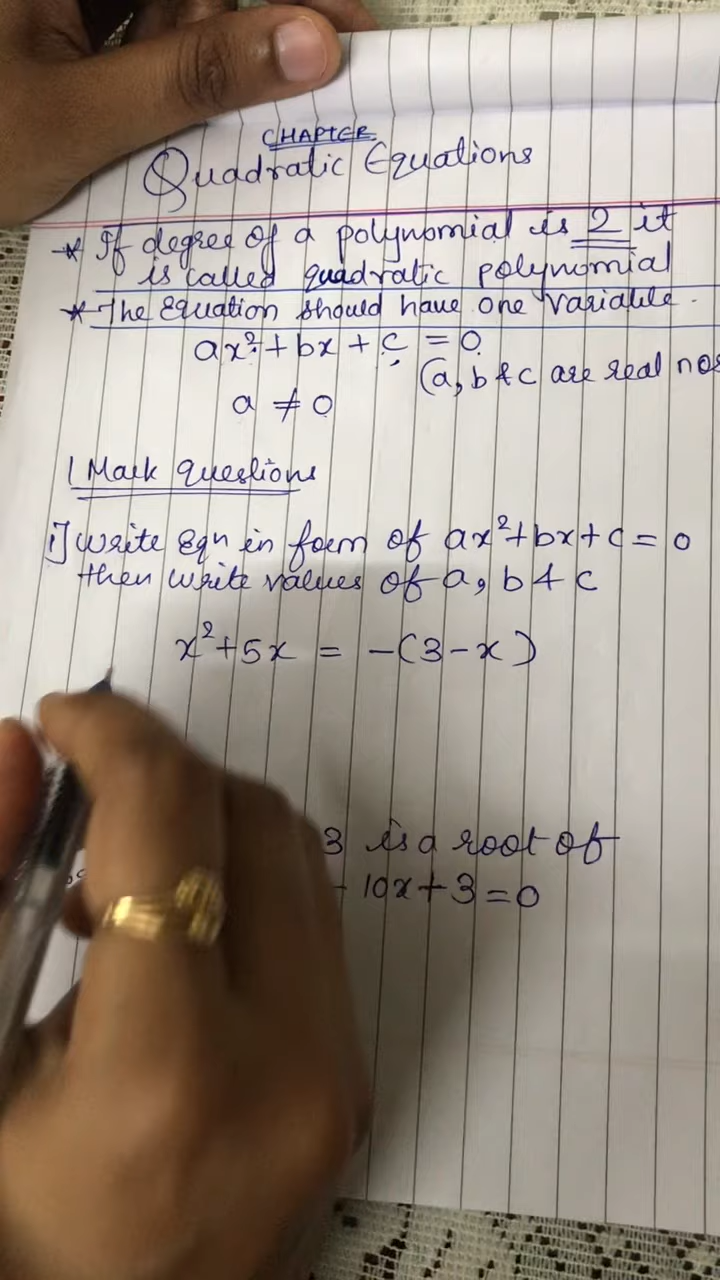 CHAPTER
Quadratic Equations
* If degree of a polynomial is 2 it
is called quadratic polynomial
* The Equation should have one variable.
ax² + bx + c = 0
(a, b & c are real nos
a ≠ 0
1 Mark questions
1] write Eqn in form of ax²+bx+c = 0
then write values of a, b & c
x²+5x = -(3-x)
3 is a root of
- 10x+3=0